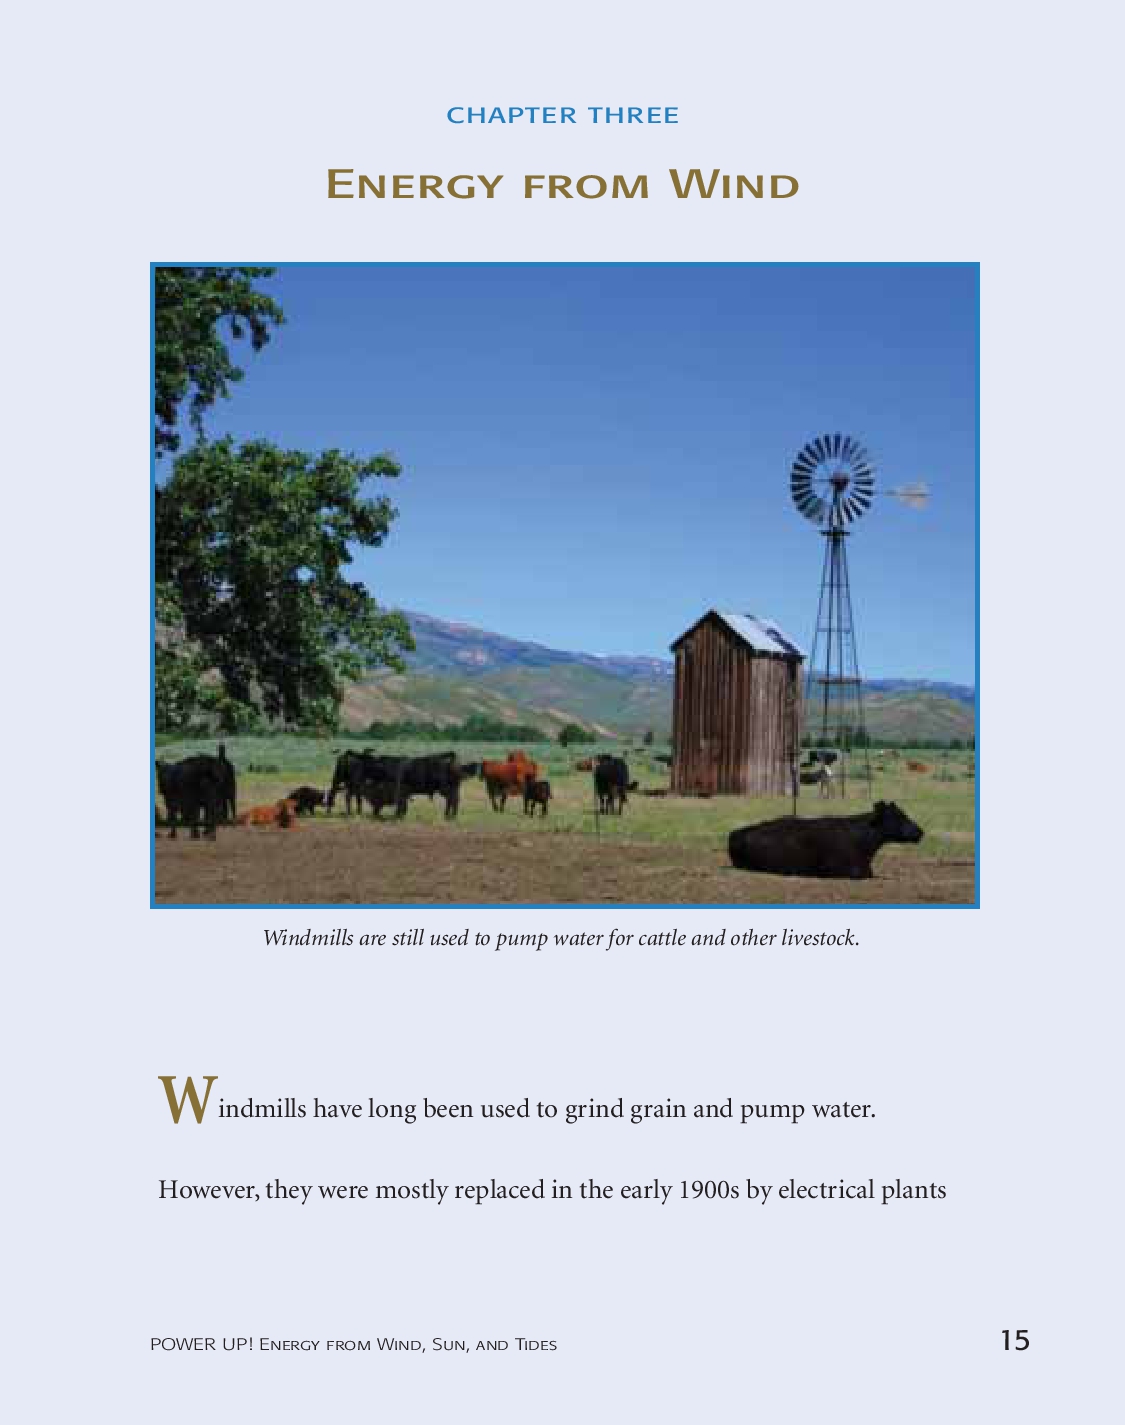 CHAPTER THREE
ENERGY FROM WIND
Windmills are still used to pump water for cattle and other livestock.
Windmills have long been used to grind grain and pump water.
However, they were mostly replaced in the early 1900s by electrical plants
POWER UP! ENERGY FROM WIND, SUN, AND TIDES 15